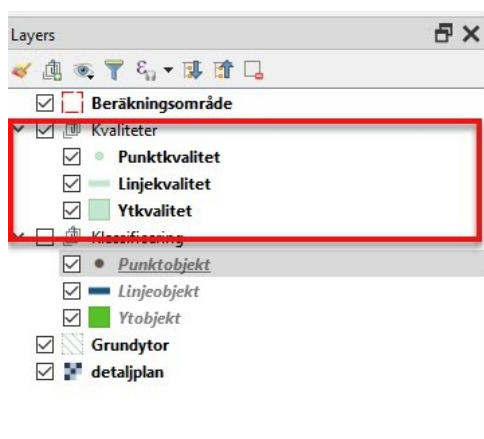 Layers
Beräkningsområde
Kvaliteter
Punktkvalitet
Linjekvalitet
Ytkvalitet
Klassificering
Punktobjekt
Linjeobjekt
Ytobjekt
Grundytor
detaljplan